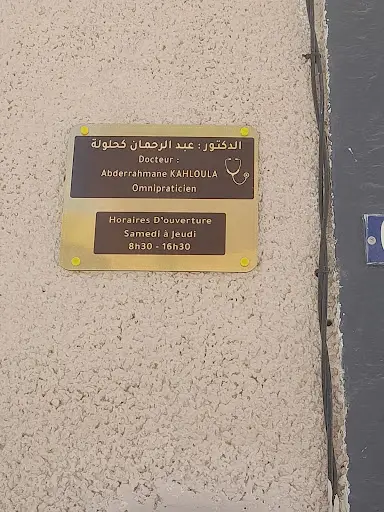 الدكتور : عبد الرحمان كحلولة
Docteur :
Abderrahmane KAHLOULA
Omnipraticien
Horaires D'ouverture
Samedi à Jeudi
8h30 - 16h30